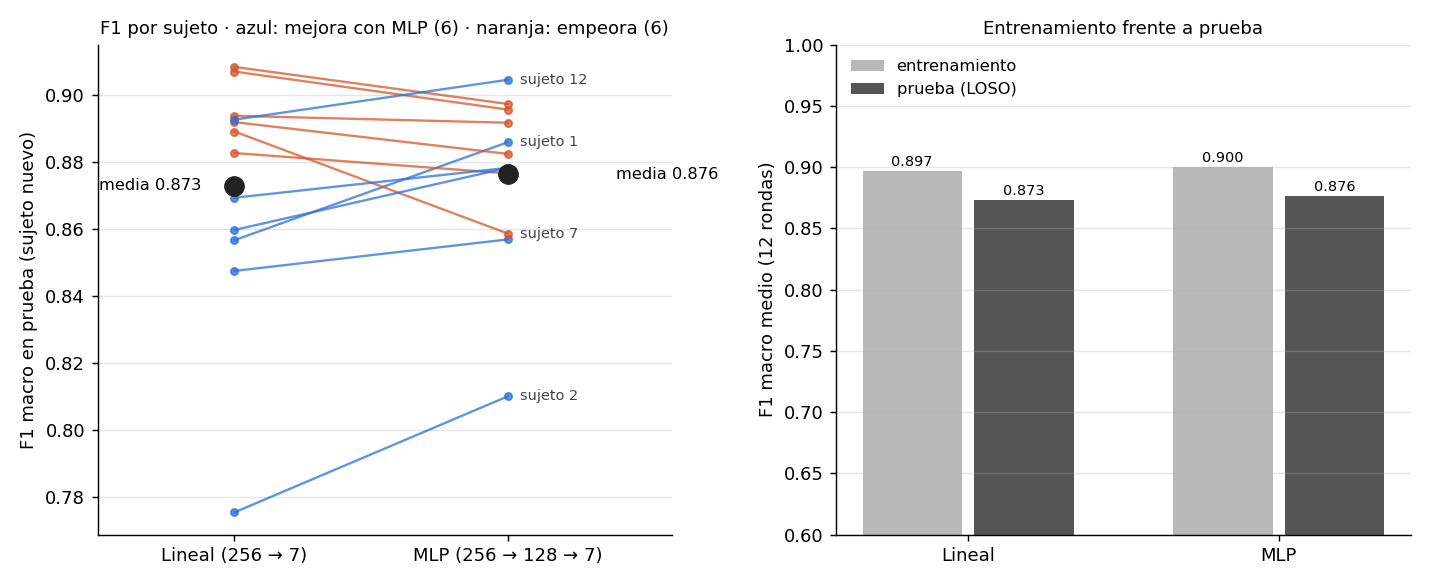 F1 por sujeto · azul: mejora con MLP (6) · naranja: empeora (6)
F1 macro en prueba (sujeto nuevo)
0.90
0.88
0.86
0.84
0.82
0.80
0.78
sujeto 12
sujeto 1
media 0.873
media 0.876
sujeto 7
sujeto 2
Lineal (256 → 7)
MLP (256 → 128 → 7)
Entrenamiento frente a prueba
F1 macro medio (12 rondas)
1.00
0.95
0.90
0.85
0.80
0.75
0.70
0.65
0.60
entrenamiento
prueba (LOSO)
0.897
0.873
0.900
0.876
Lineal
MLP